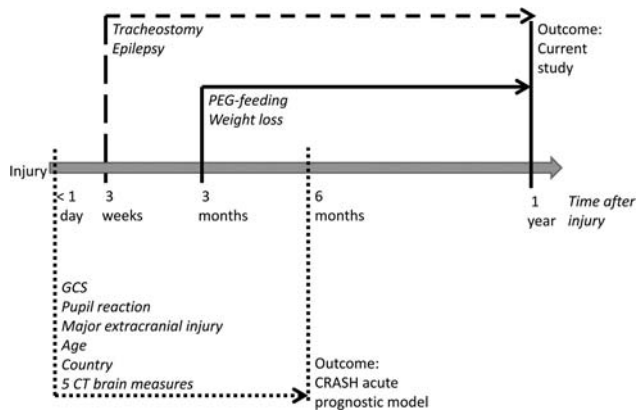 Tracheostomy
Epilepsy
Outcome:
Current
study
PEG-feeding
Weight loss
Injury
< 1
day
3
weeks
3
months
6
months
1
year
Time after
injury
GCS
Pupil reaction
Major extracranial injury
Age
Country
5 CT brain measures
Outcome:
CRASH acute
prognostic model